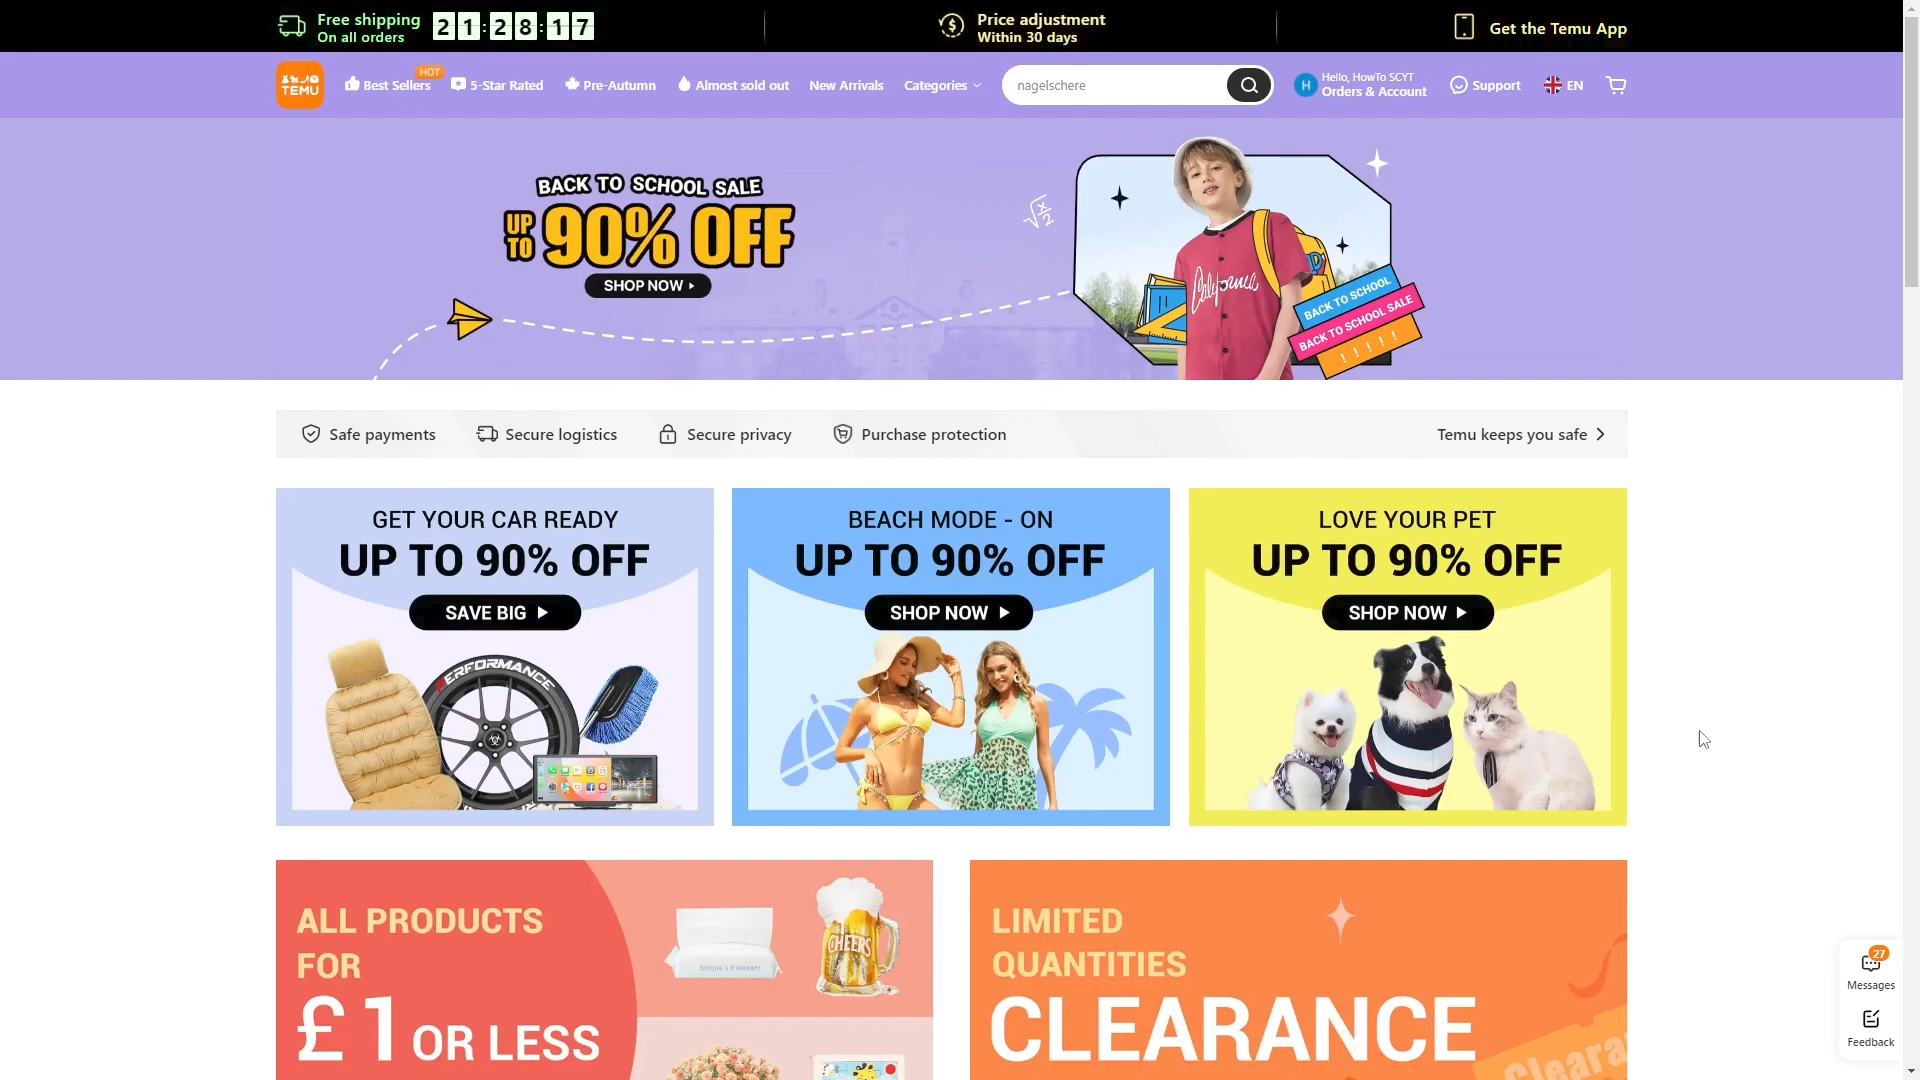 Free shipping
On all orders
21:28:17
Price adjustment
Within 30 days
Get the Temu App
TEMU
Best Sellers
HOT
5-Star Rated
Pre-Autumn
Almost sold out
New Arrivals
Categories
nagelschere
H
Hello, HowTo SCYT
Orders & Account
Support
EN
BACK TO SCHOOL SALE
UP TO 90% OFF
SHOP NOW
√x/2
California
BACK TO SCHOOL
BACK TO SCHOOL SALE
! ! ! ! !
Safe payments
Secure logistics
Secure privacy
Purchase protection
Temu keeps you safe
GET YOUR CAR READY
UP TO 90% OFF
SAVE BIG
PERFORMANCE
BEACH MODE - ON
UP TO 90% OFF
SHOP NOW
LOVE YOUR PET
UP TO 90% OFF
SHOP NOW
ALL PRODUCTS
FOR
£1 OR LESS
Simple & Pleasant
CHEERS
LIMITED
QUANTITIES
CLEARANCE
Cleara
27
Messages
Feedback